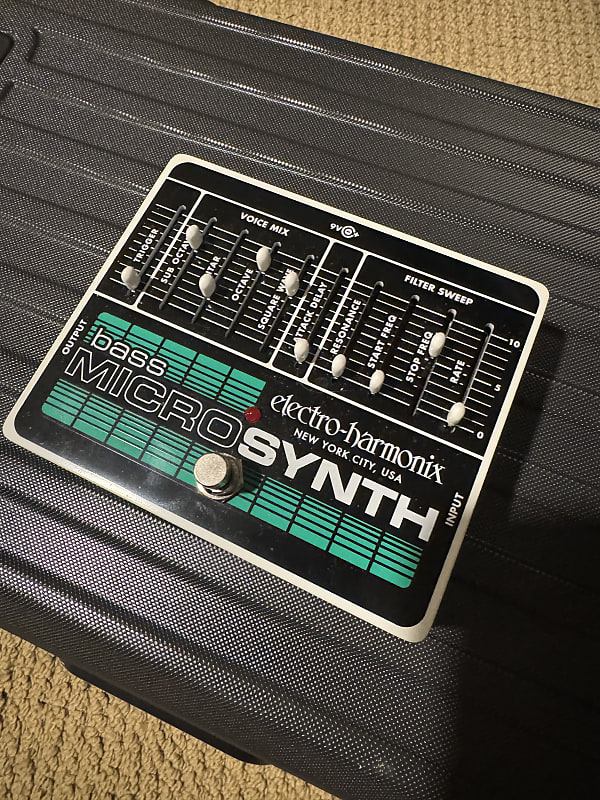 9V
VOICE MIX
FILTER SWEEP
TRIGGER
SUB OCTAVE
GUITAR
OCTAVE
SQUARE WAVE
ATTACK DELAY
RESONANCE
START FREQ
STOP FREQ
RATE
10
5
0
OUTPUT
INPUT
bass
MICROSYNTH
electro-harmonix
NEW YORK CITY, USA